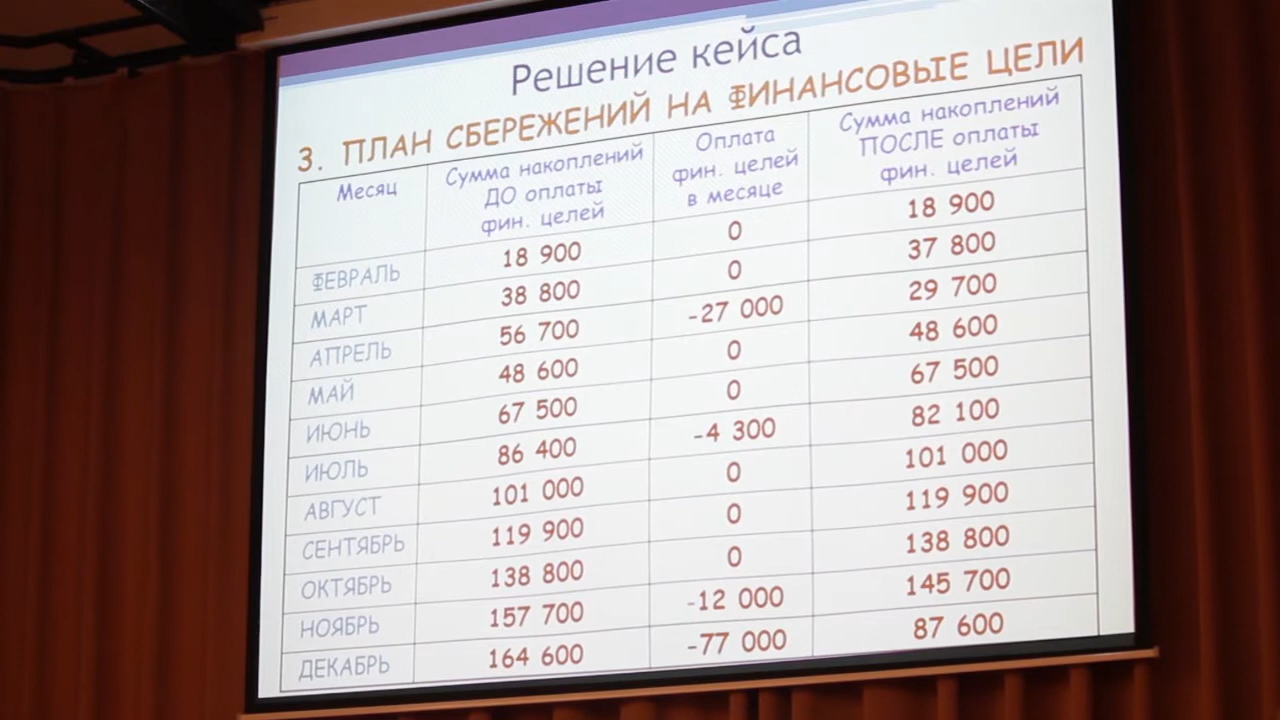 Решение кейса
3. ПЛАН СБЕРЕЖЕНИЙ НА ФИНАНСОВЫЕ ЦЕЛИ
Месяц
Сумма накоплений
ДО оплаты
фин. целей
Оплата
фин. целей
в месяце
Сумма накоплений
ПОСЛЕ оплаты
фин. целей
ФЕВРАЛЬ 18 900 0 18 900
МАРТ 38 800 0 37 800
АПРЕЛЬ 56 700 -27 000 29 700
МАЙ 48 600 0 48 600
ИЮНЬ 67 500 0 67 500
ИЮЛЬ 86 400 -4 300 82 100
АВГУСТ 101 000 0 101 000
СЕНТЯБРЬ 119 900 0 119 900
ОКТЯБРЬ 138 800 0 138 800
НОЯБРЬ 157 700 -12 000 145 700
ДЕКАБРЬ 164 600 -77 000 87 600